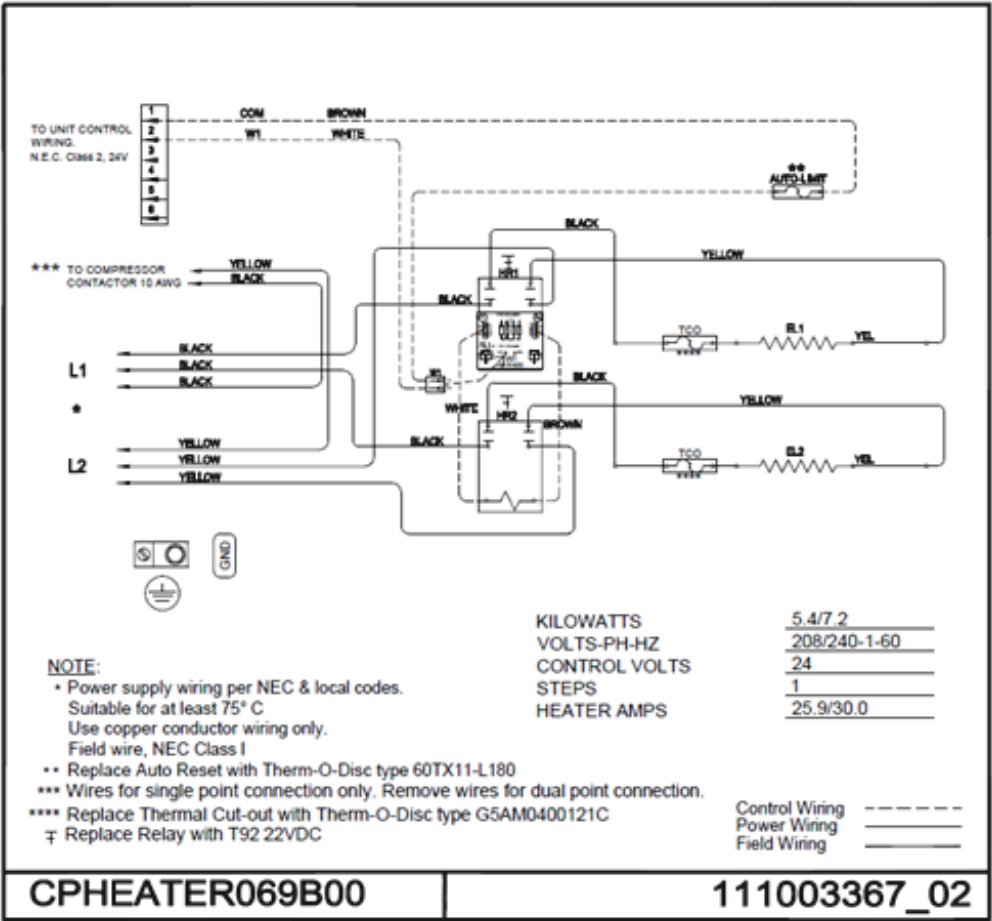 1
COM
BROWN
TO UNIT CONTROL
WIRING.
N.E.C. Class 2, 24V
2
W1
WHITE
3
4
5
6
**
AUTO-LIMIT
BLACK
*** TO COMPRESSOR
CONTACTOR 10 AWG
YELLOW
BLACK
HR1
YELLOW
BLACK
TCO
****
EL1
YEL
L1
BLACK
BLACK
BLACK
W1
BLACK
*
WHITE
HR2
BROWN
YELLOW
L2
YELLOW
YELLOW
YELLOW
BLACK
TCO
****
EL2
YEL
GND
KILOWATTS 5.4/7.2
VOLTS-PH-HZ 208/240-1-60
CONTROL VOLTS 24
STEPS 1
HEATER AMPS 25.9/30.0
NOTE:
* Power supply wiring per NEC & local codes.
Suitable for at least 75° C
Use copper conductor wiring only.
Field wire, NEC Class I
** Replace Auto Reset with Therm-O-Disc type 60TX11-L180
*** Wires for single point connection only. Remove wires for dual point connection.
**** Replace Thermal Cut-out with Therm-O-Disc type G5AM0400121C
Replace Relay with T92 22VDC
Control Wiring
Power Wiring
Field Wiring
CPHEATER069B00
111003367_02